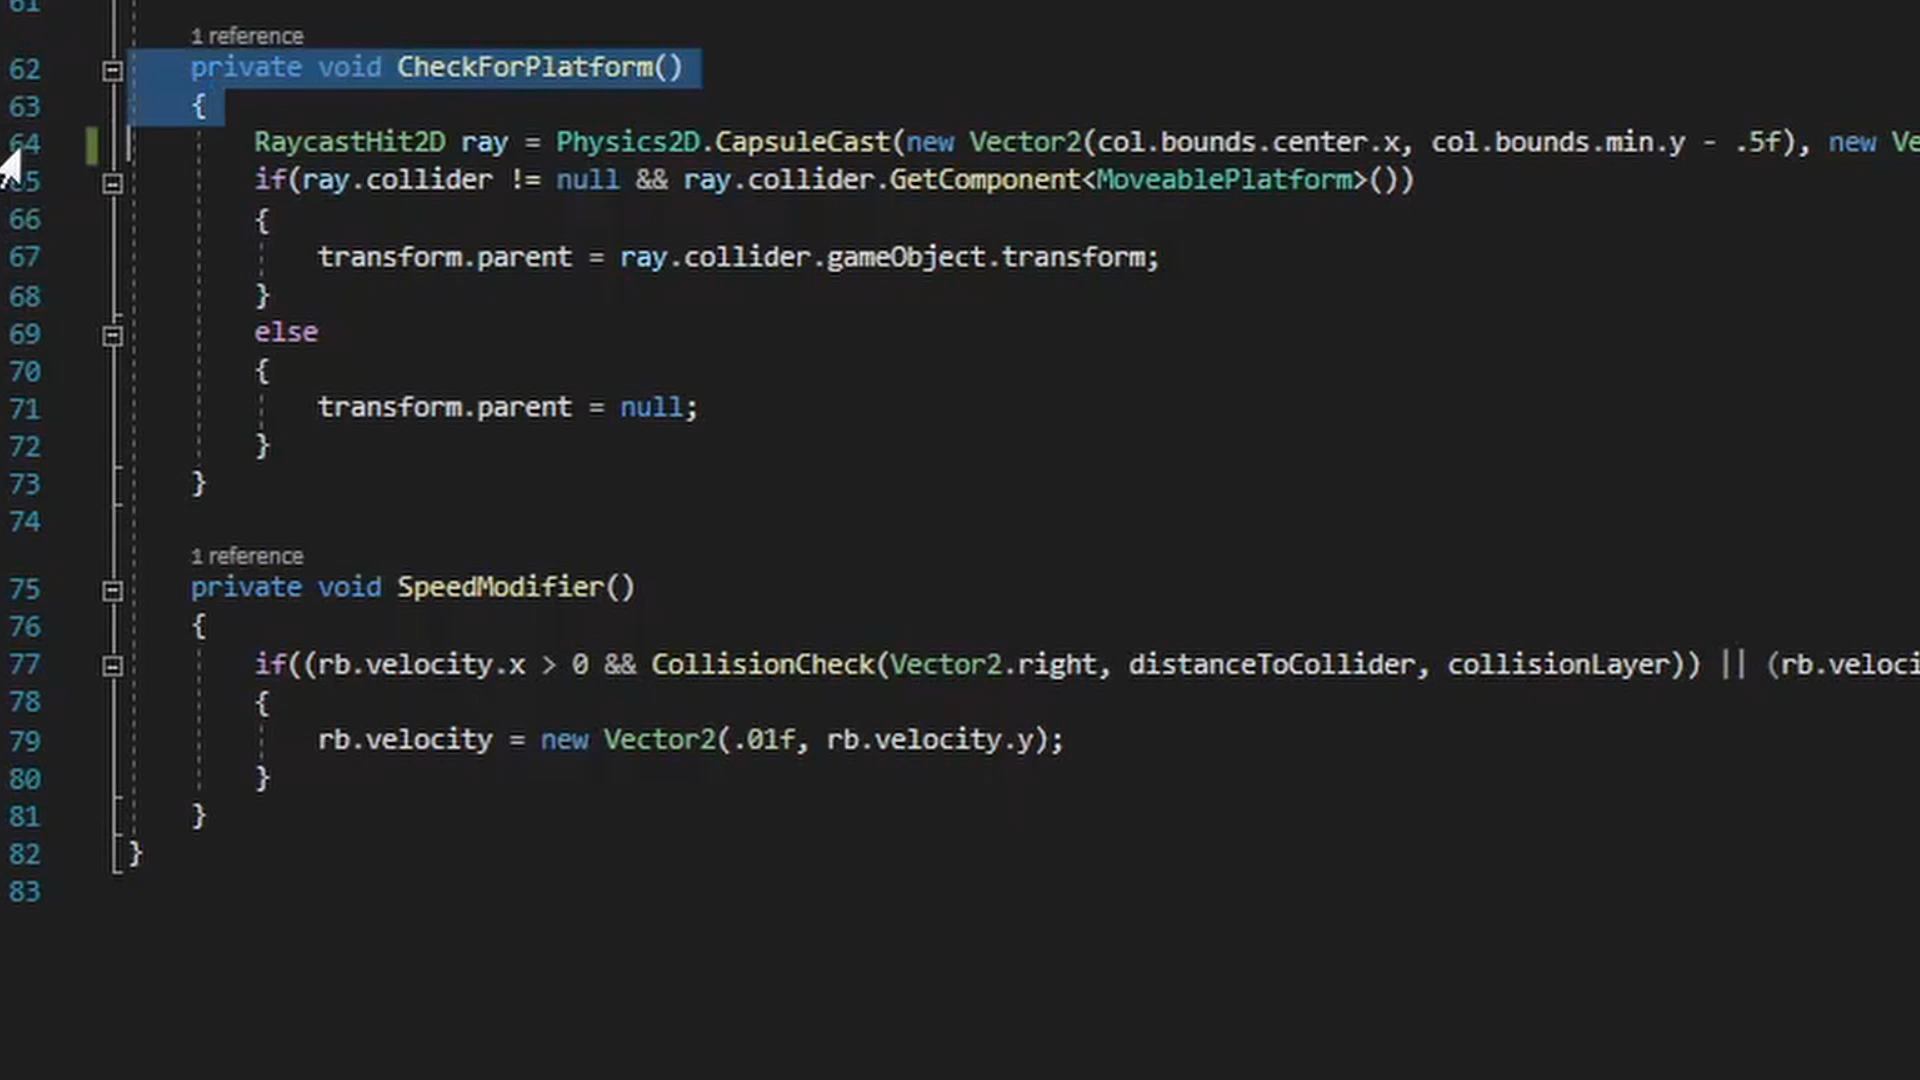 61
1 reference
62 private void CheckForPlatform()
63 {
64 RaycastHit2D ray = Physics2D.CapsuleCast(new Vector2(col.bounds.center.x, col.bounds.min.y - .5f), new Ve
65 if(ray.collider != null && ray.collider.GetComponent<MoveablePlatform>())
66 {
67 transform.parent = ray.collider.gameObject.transform;
68 }
69 else
70 {
71 transform.parent = null;
72 }
73 }
74
1 reference
75 private void SpeedModifier()
76 {
77 if((rb.velocity.x > 0 && CollisionCheck(Vector2.right, distanceToCollider, collisionLayer)) || (rb.veloci
78 {
79 rb.velocity = new Vector2(.01f, rb.velocity.y);
80 }
81 }
82 }
83